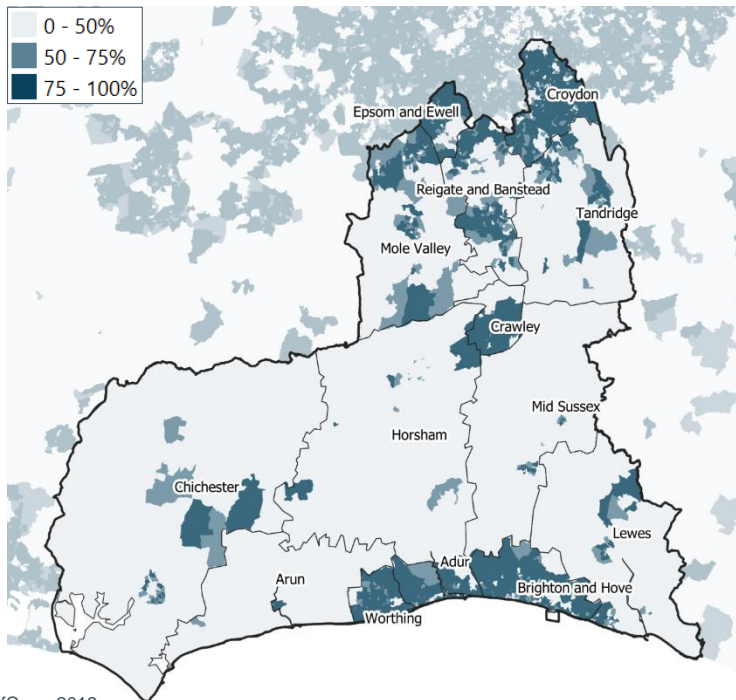 0 - 50%
50 - 75%
75 - 100%
Croydon
Epsom and Ewell
Reigate and Banstead
Tandridge
Mole Valley
Crawley
Mid Sussex
Horsham
Chichester
Lewes
Adur
Arun
Brighton and Hove
Worthing